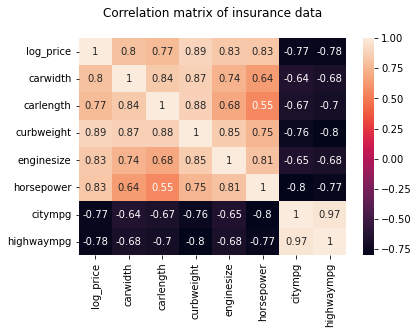 Correlation matrix of insurance data
log_price 1 0.8 0.77 0.89 0.83 0.83 -0.77 -0.78
carwidth 0.8 1 0.84 0.87 0.74 0.64 -0.64 -0.68
carlength 0.77 0.84 1 0.88 0.68 0.55 -0.67 -0.7
curbweight 0.89 0.87 0.88 1 0.85 0.75 -0.76 -0.8
enginesize 0.83 0.74 0.68 0.85 1 0.81 -0.65 -0.68
horsepower 0.83 0.64 0.55 0.75 0.81 1 -0.8 -0.77
citympg -0.77 -0.64 -0.67 -0.76 -0.65 -0.8 1 0.97
highwaympg -0.78 -0.68 -0.7 -0.8 -0.68 -0.77 0.97 1
log_price carwidth carlength curbweight enginesize horsepower citympg highwaympg
1.00
0.75
0.50
0.25
0.00
-0.25
-0.50
-0.75